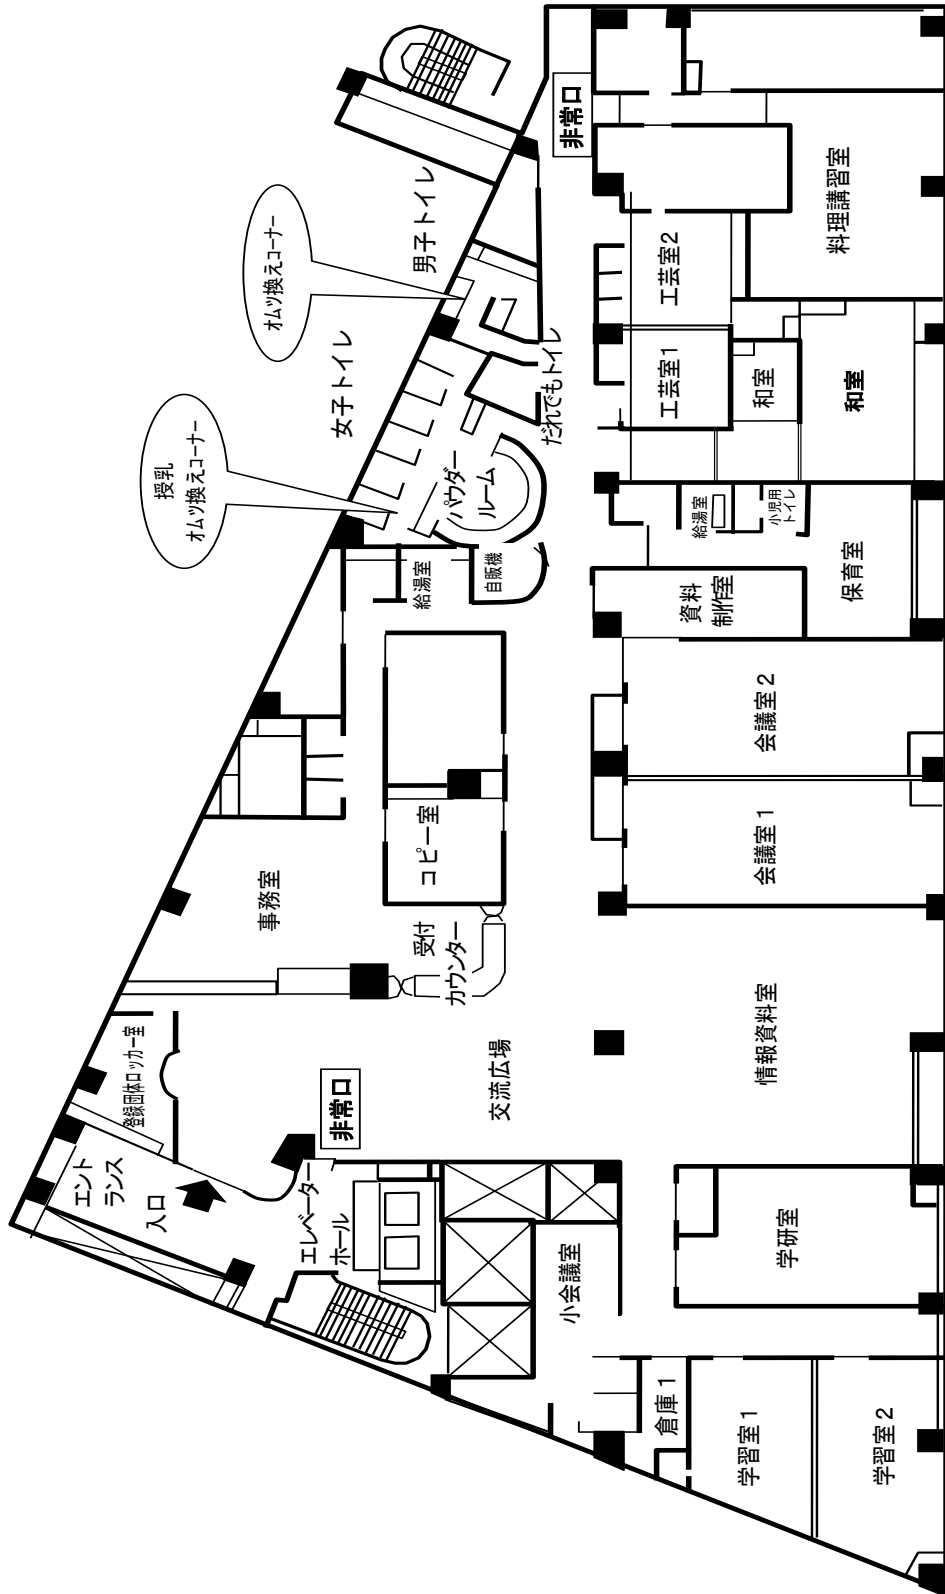 非常口
男子トイレ
オムツ換えコーナー
女子トイレ
授乳
オムツ換えコーナー
だれでもトイレ
パウダー
ルーム
給湯室
自販機
料理講習室
工芸室2
工芸室1
和室
和室
給湯室
小児用
トイレ
保育室
資料
制作室
会議室2
会議室1
コピー室
事務室
受付
カウンター
情報資料室
交流広場
登録団体ロッカー室
非常口
エント
ランス
入口
エレベーター
ホール
小会議室
学研室
倉庫1
学習室1
学習室2